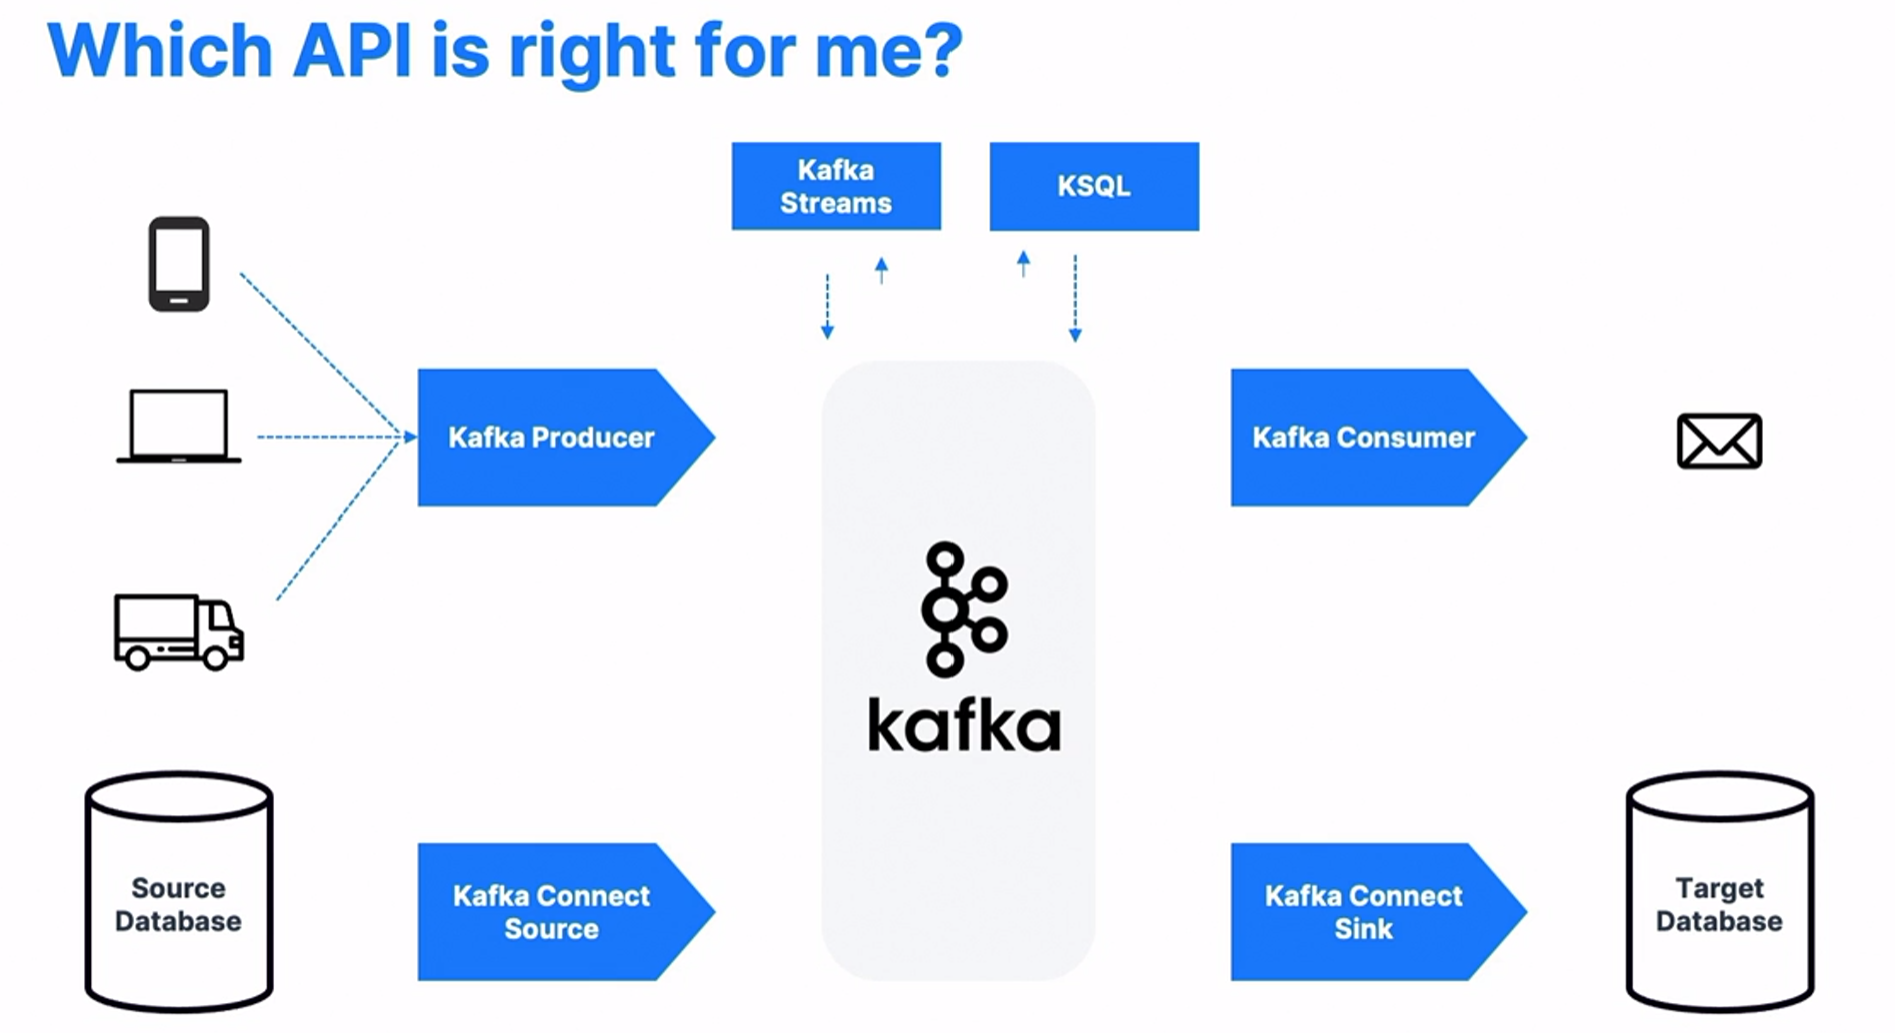 Which API is right for me?
Kafka
Streams
KSQL
Kafka Producer
Kafka Consumer
kafka
Source
Database
Kafka Connect
Source
Kafka Connect
Sink
Target
Database